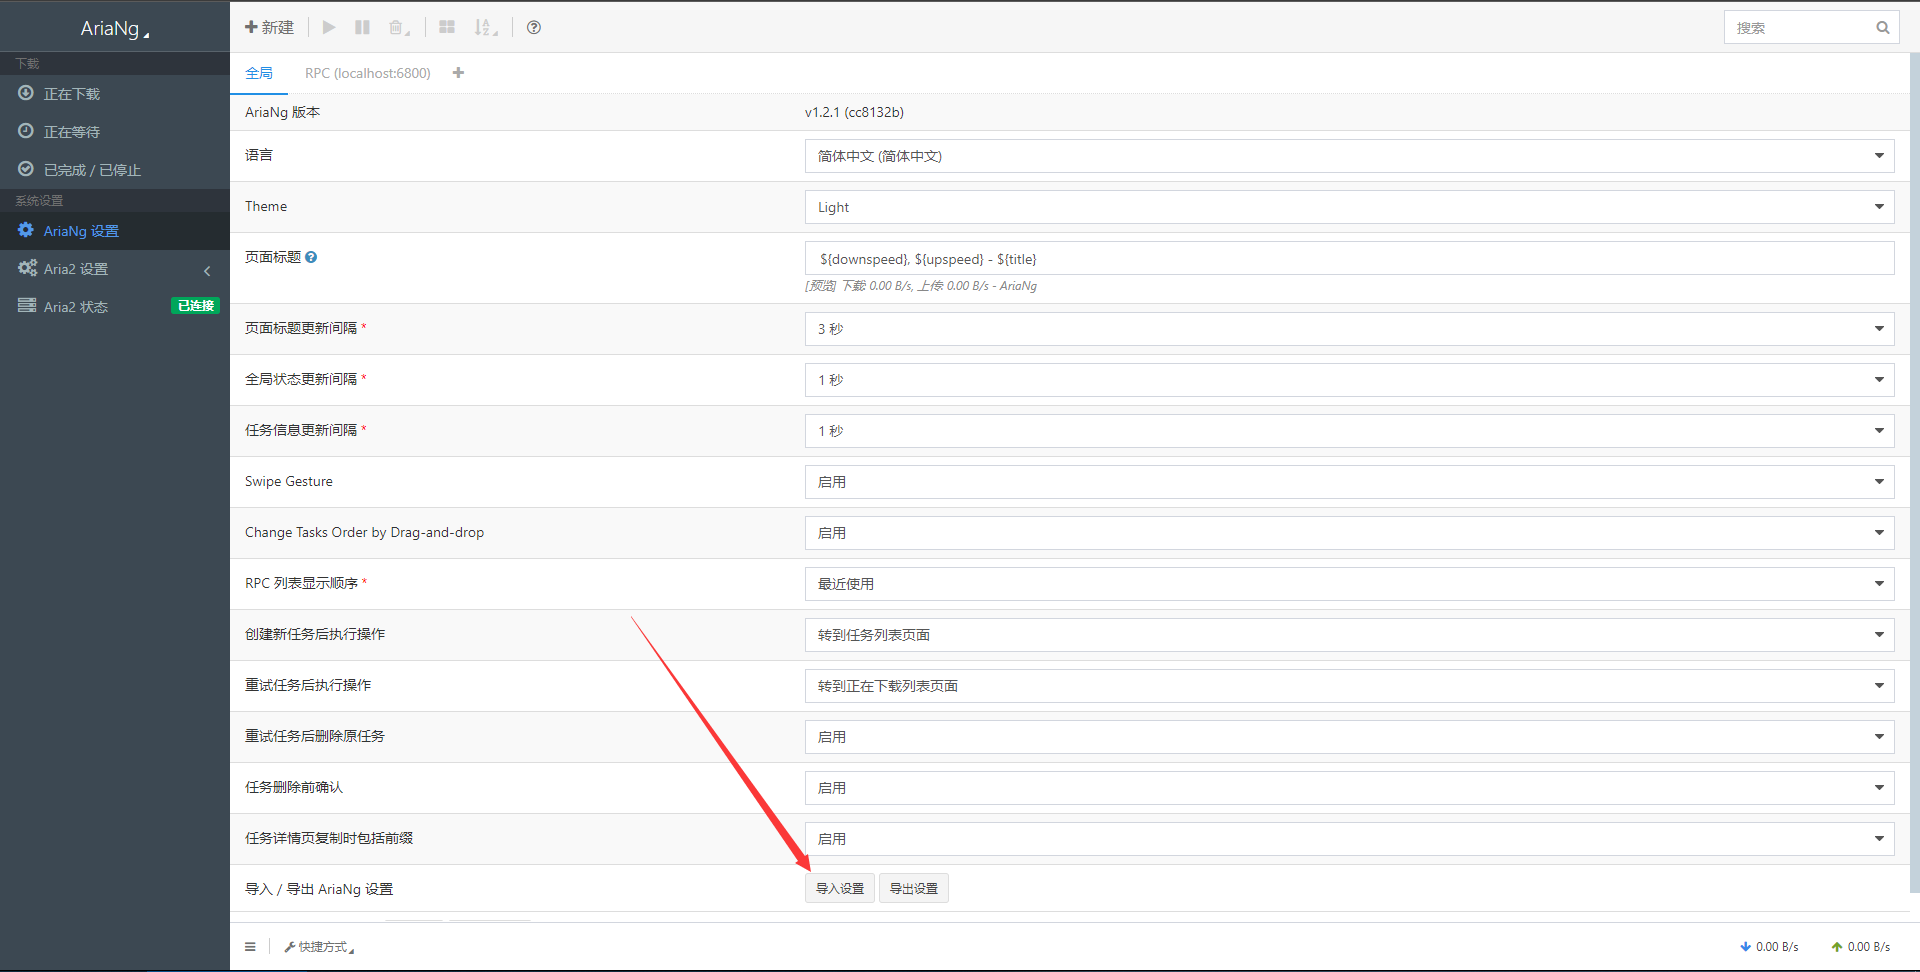 AriaNg
新建
搜索
下载
正在下载
正在等待
已完成 / 已停止
系统设置
AriaNg 设置
Aria2 设置
Aria2 状态
已连接
全局
RPC (localhost:6800)
AriaNg 版本
v1.2.1 (cc8132b)
语言
简体中文 (简体中文)
Theme
Light
页面标题
${downspeed}, ${upspeed} - ${title}
[预览] 下载: 0.00 B/s, 上传: 0.00 B/s - AriaNg
页面标题更新间隔 *
3 秒
全局状态更新间隔 *
1 秒
任务信息更新间隔 *
1 秒
Swipe Gesture
启用
Change Tasks Order by Drag-and-drop
启用
RPC 列表显示顺序 *
最近使用
创建新任务后执行操作
转到任务列表页面
重试任务后执行操作
转到正在下载列表页面
重试任务后删除原任务
启用
任务删除前确认
启用
任务详情页复制时包括前缀
启用
导入 / 导出 AriaNg 设置
导入设置
导出设置
快捷方式
0.00 B/s
0.00 B/s